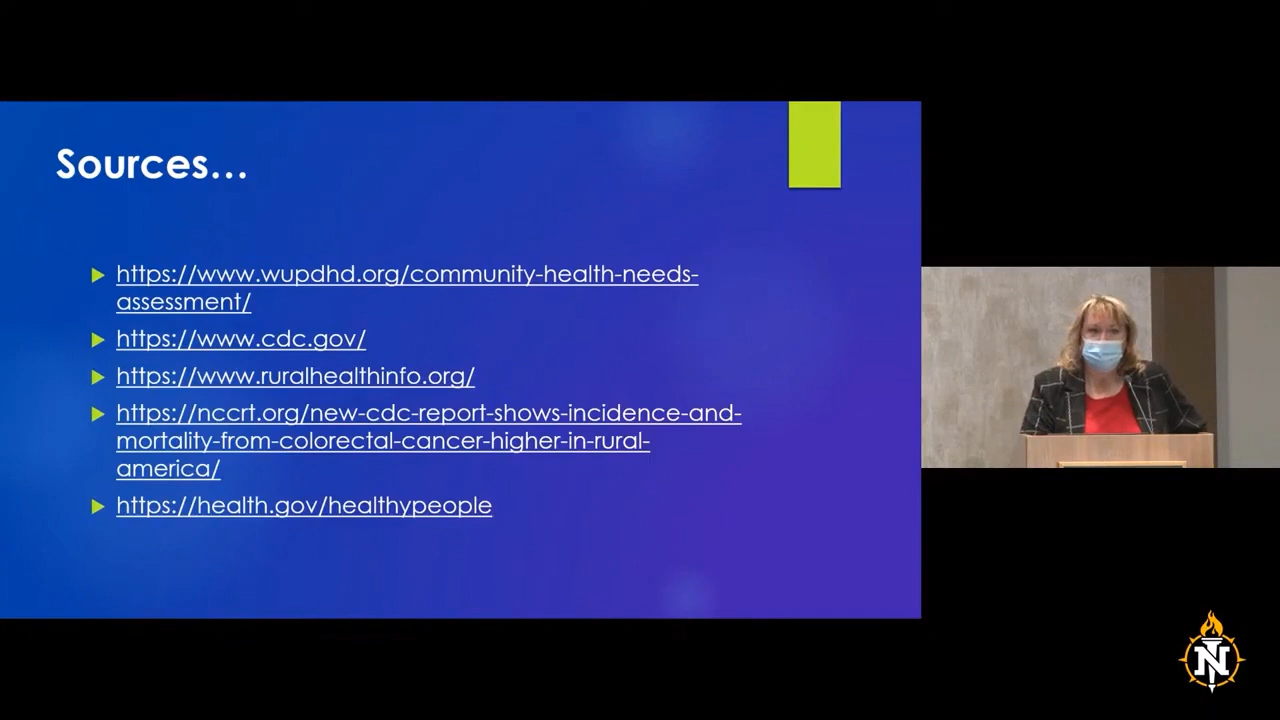 Sources...
https://www.wupdhd.org/community-health-needs-
assessment/
https://www.cdc.gov/
https://www.ruralhealthinfo.org/
https://nccrt.org/new-cdc-report-shows-incidence-and-
mortality-from-colorectal-cancer-higher-in-rural-
america/
https://health.gov/healthypeople
N